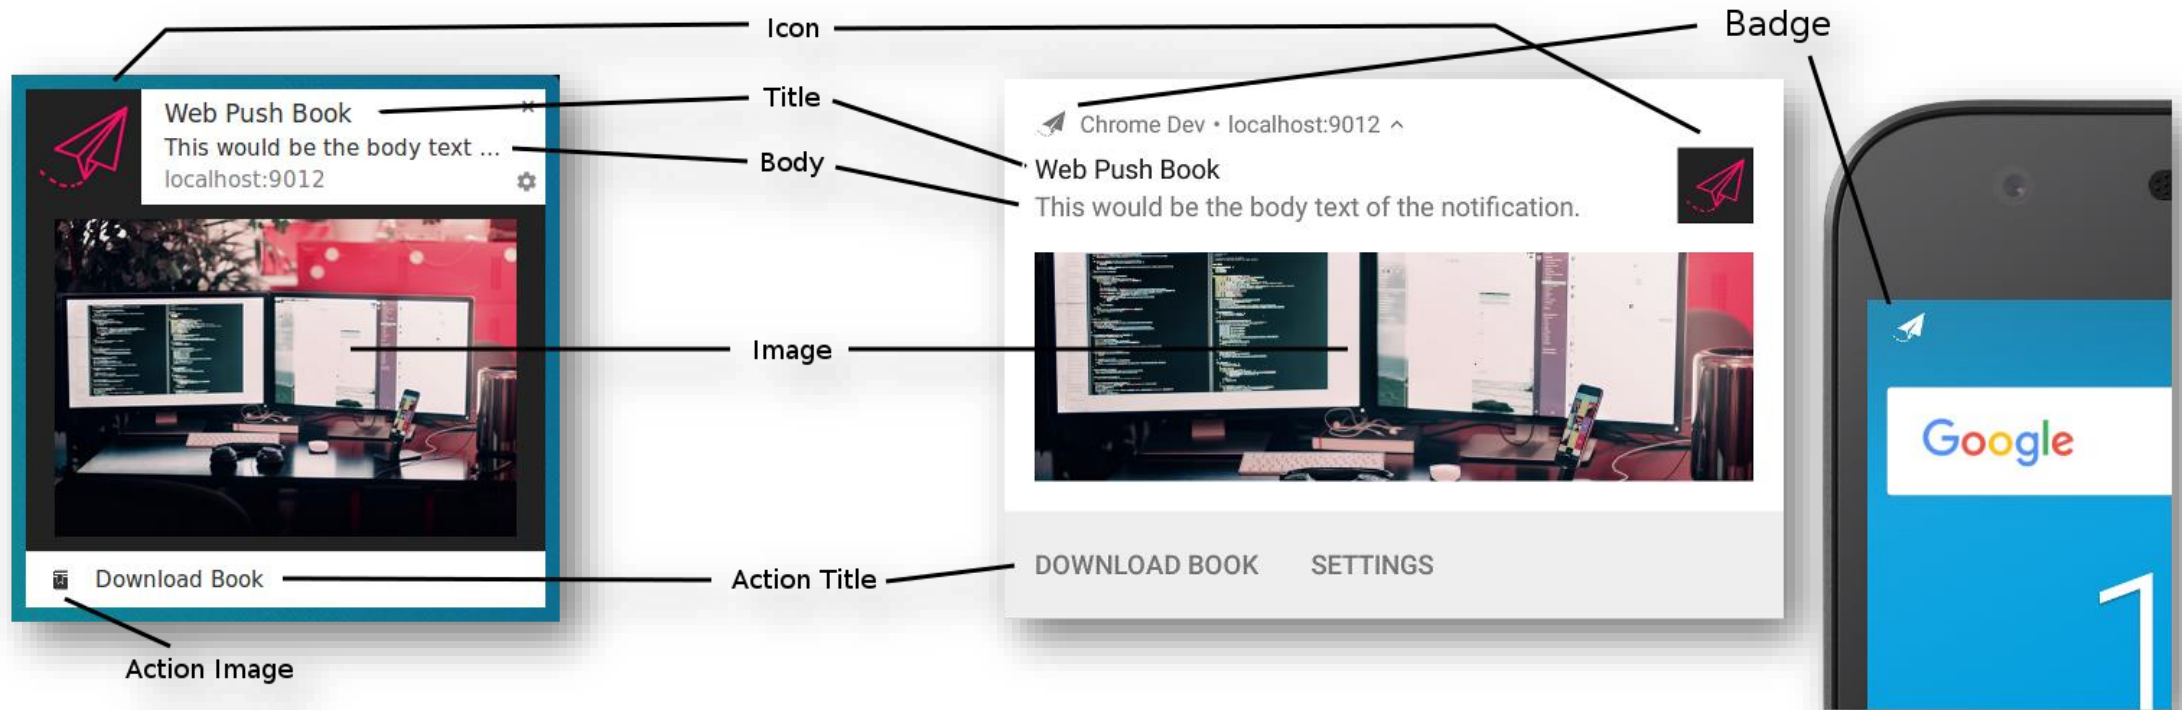 Icon
Badge
Title
Body
Image
Action Title
Action Image
Web Push Book
×
This would be the body text ...
localhost:9012
Download Book
Chrome Dev • localhost:9012
Web Push Book
This would be the body text of the notification.
DOWNLOAD BOOK SETTINGS
Google
1